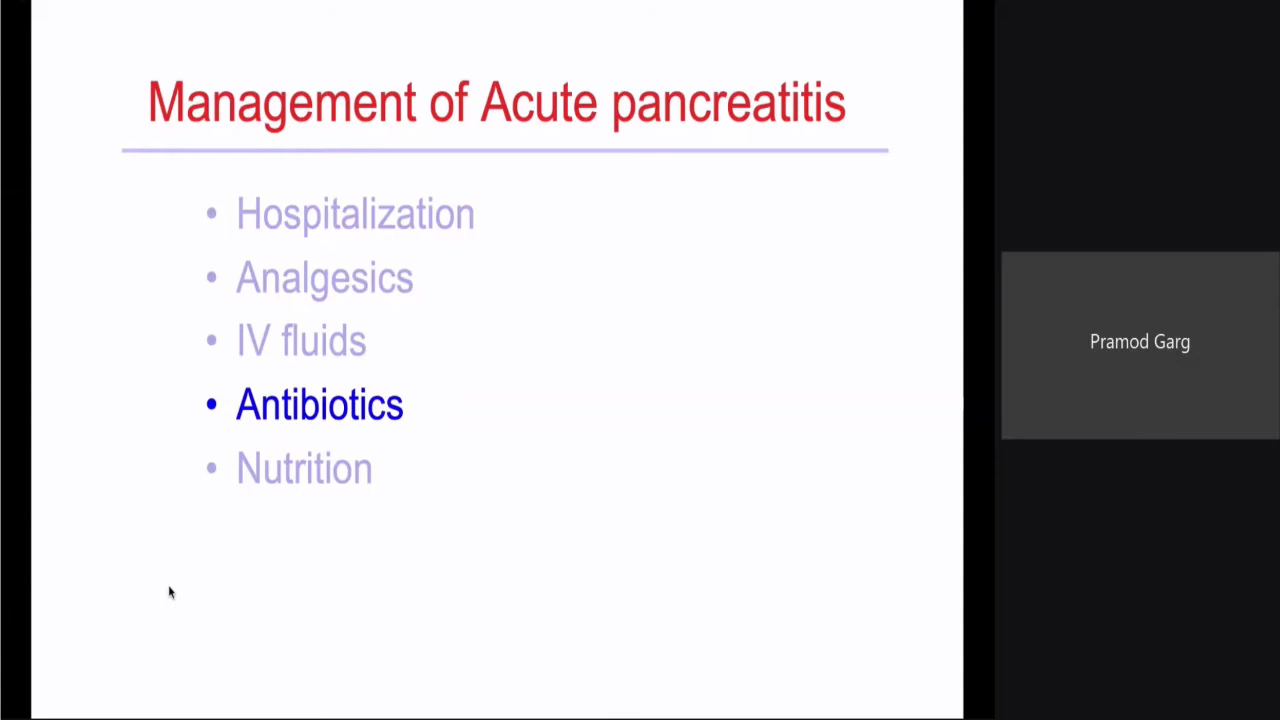 Management of Acute pancreatitis
• Hospitalization
• Analgesics
• IV fluids
• Antibiotics
• Nutrition
Pramod Garg